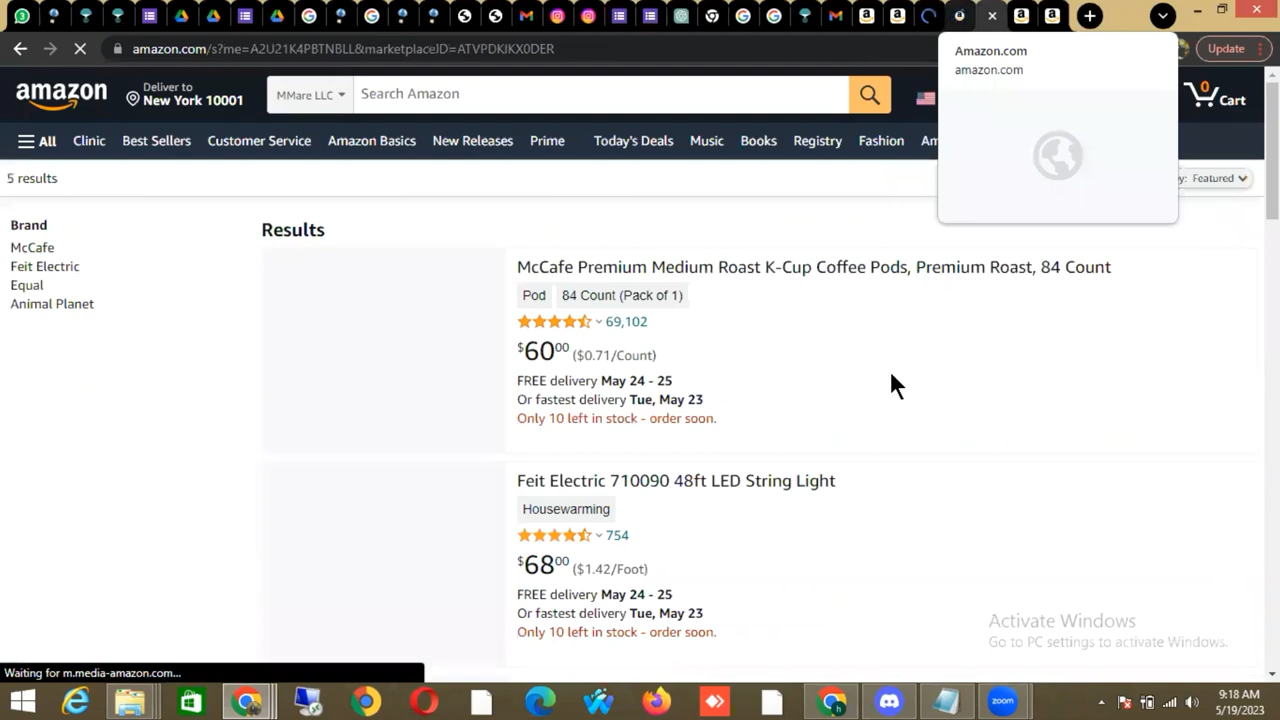 Update
amazon.com/s?me=A2U21K4PBTNBLL&marketplaceID=ATVPDKIKX0DER
Amazon.com
amazon.com
amazon
Deliver to
New York 10001
MMare LLC
Search Amazon
0
Cart
All
Clinic
Best Sellers
Customer Service
Amazon Basics
New Releases
Prime
Today's Deals
Music
Books
Registry
Fashion
Am
5 results
y: Featured
Brand
McCafe
Feit Electric
Equal
Animal Planet
Results
McCafe Premium Medium Roast K-Cup Coffee Pods, Premium Roast, 84 Count
Pod
84 Count (Pack of 1)
69,102
$60 00 ($0.71/Count)
FREE delivery May 24 - 25
Or fastest delivery Tue, May 23
Only 10 left in stock - order soon.
Feit Electric 710090 48ft LED String Light
Housewarming
754
$68 00 ($1.42/Foot)
FREE delivery May 24 - 25
Or fastest delivery Tue, May 23
Only 10 left in stock - order soon.
Activate Windows
Go to PC settings to activate Windows.
Waiting for m.media-amazon.com...
zoom
9:18 AM
5/19/2023